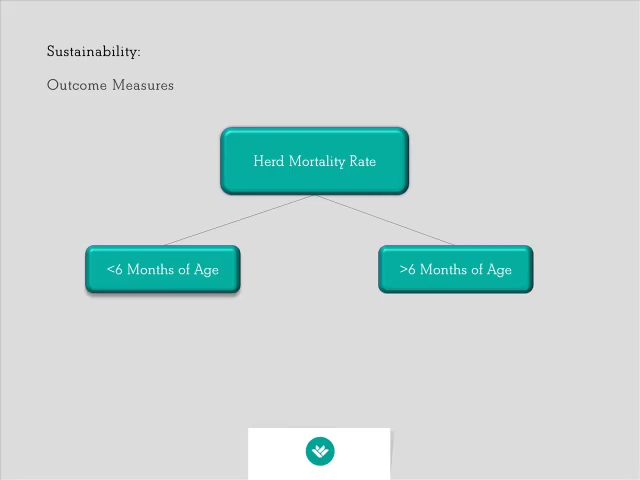 Sustainability:
Outcome Measures
Herd Mortality Rate
<6 Months of Age
>6 Months of Age